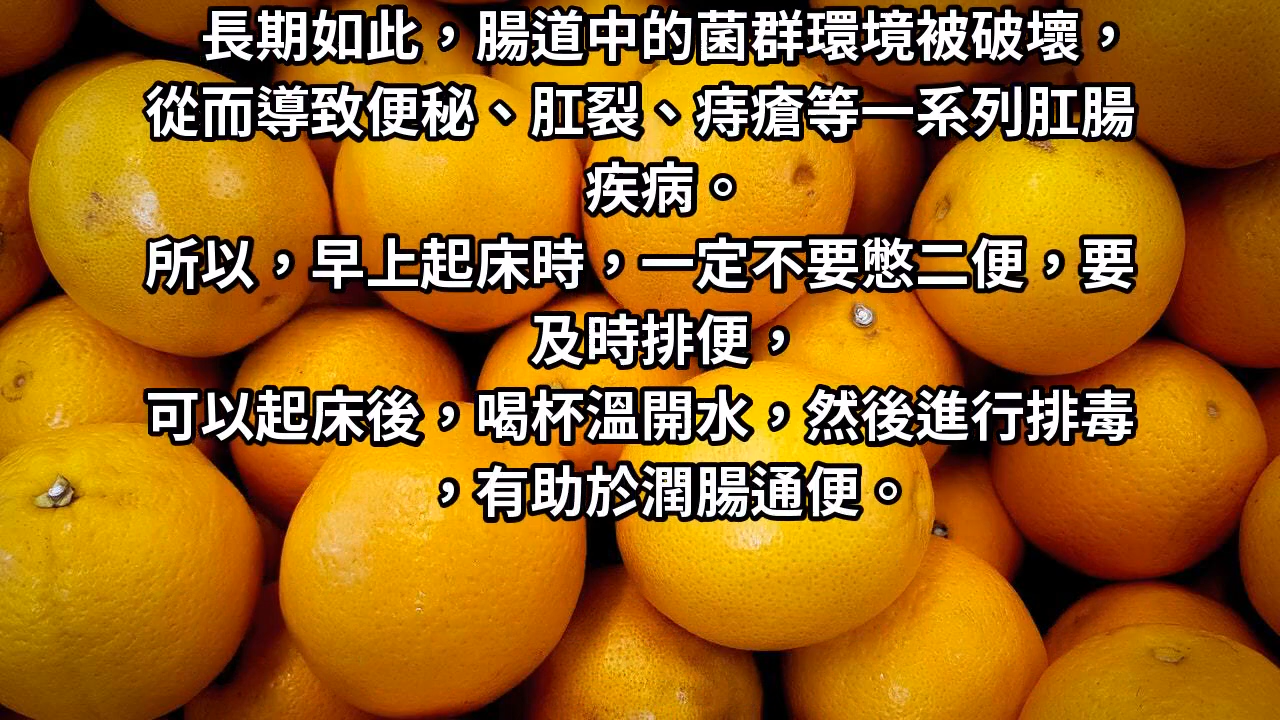 長期如此，腸道中的菌群環境被破壞，
從而導致便秘、肛裂、痔瘡等一系列肛腸
疾病。
所以，早上起床時，一定不要憋二便，要
及時排便，
可以起床後，喝杯溫開水，然後進行排毒
，有助於潤腸通便。